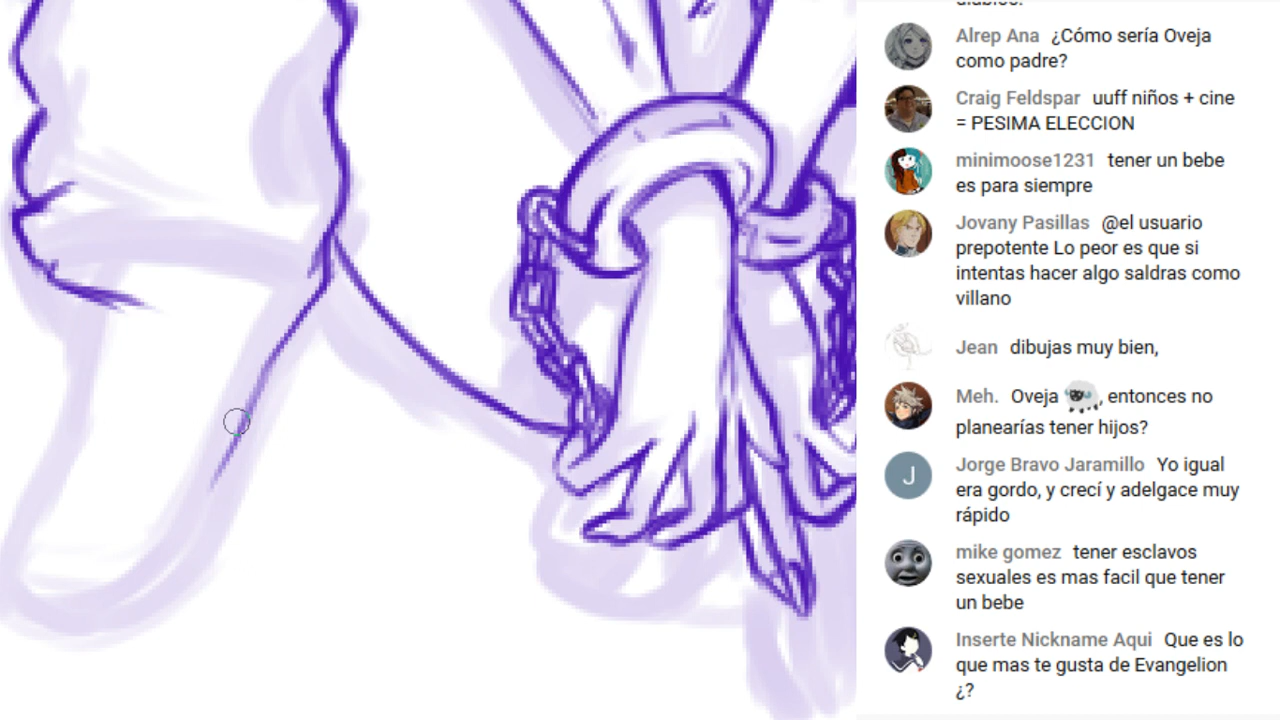 diablos.
Alrep Ana ¿Cómo sería Oveja
como padre?
Craig Feldspar uuff niños + cine
= PESIMA ELECCION
minimoose1231 tener un bebe
es para siempre
Jovany Pasillas @el usuario
prepotente Lo peor es que si
intentas hacer algo saldras como
villano
Jean dibujas muy bien,
Meh. Oveja , entonces no
planearías tener hijos?
J
Jorge Bravo Jaramillo Yo igual
era gordo, y crecí y adelgace muy
rápido
mike gomez tener esclavos
sexuales es mas facil que tener
un bebe
Inserte Nickname Aqui Que es lo
que mas te gusta de Evangelion
¿?